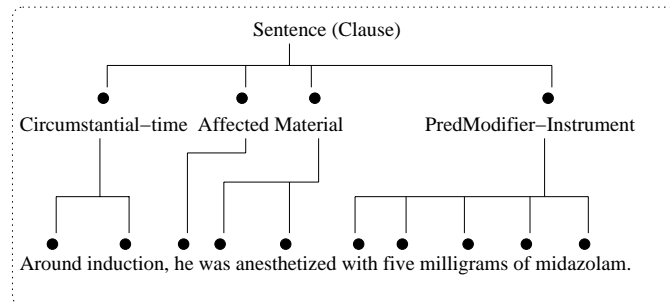 Sentence (Clause)
Circumstantial−time Affected Material PredModifier−Instrument
Around induction, he was anesthetized with five milligrams of midazolam.